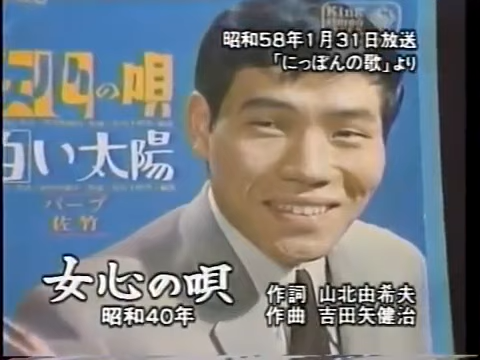 King
昭和58年1月31日放送
「にっぽんの歌」より
の唄
白い太陽
バーブ
佐竹
女心の唄
昭和40年
作詞 山北由希夫
作曲 吉田矢健治